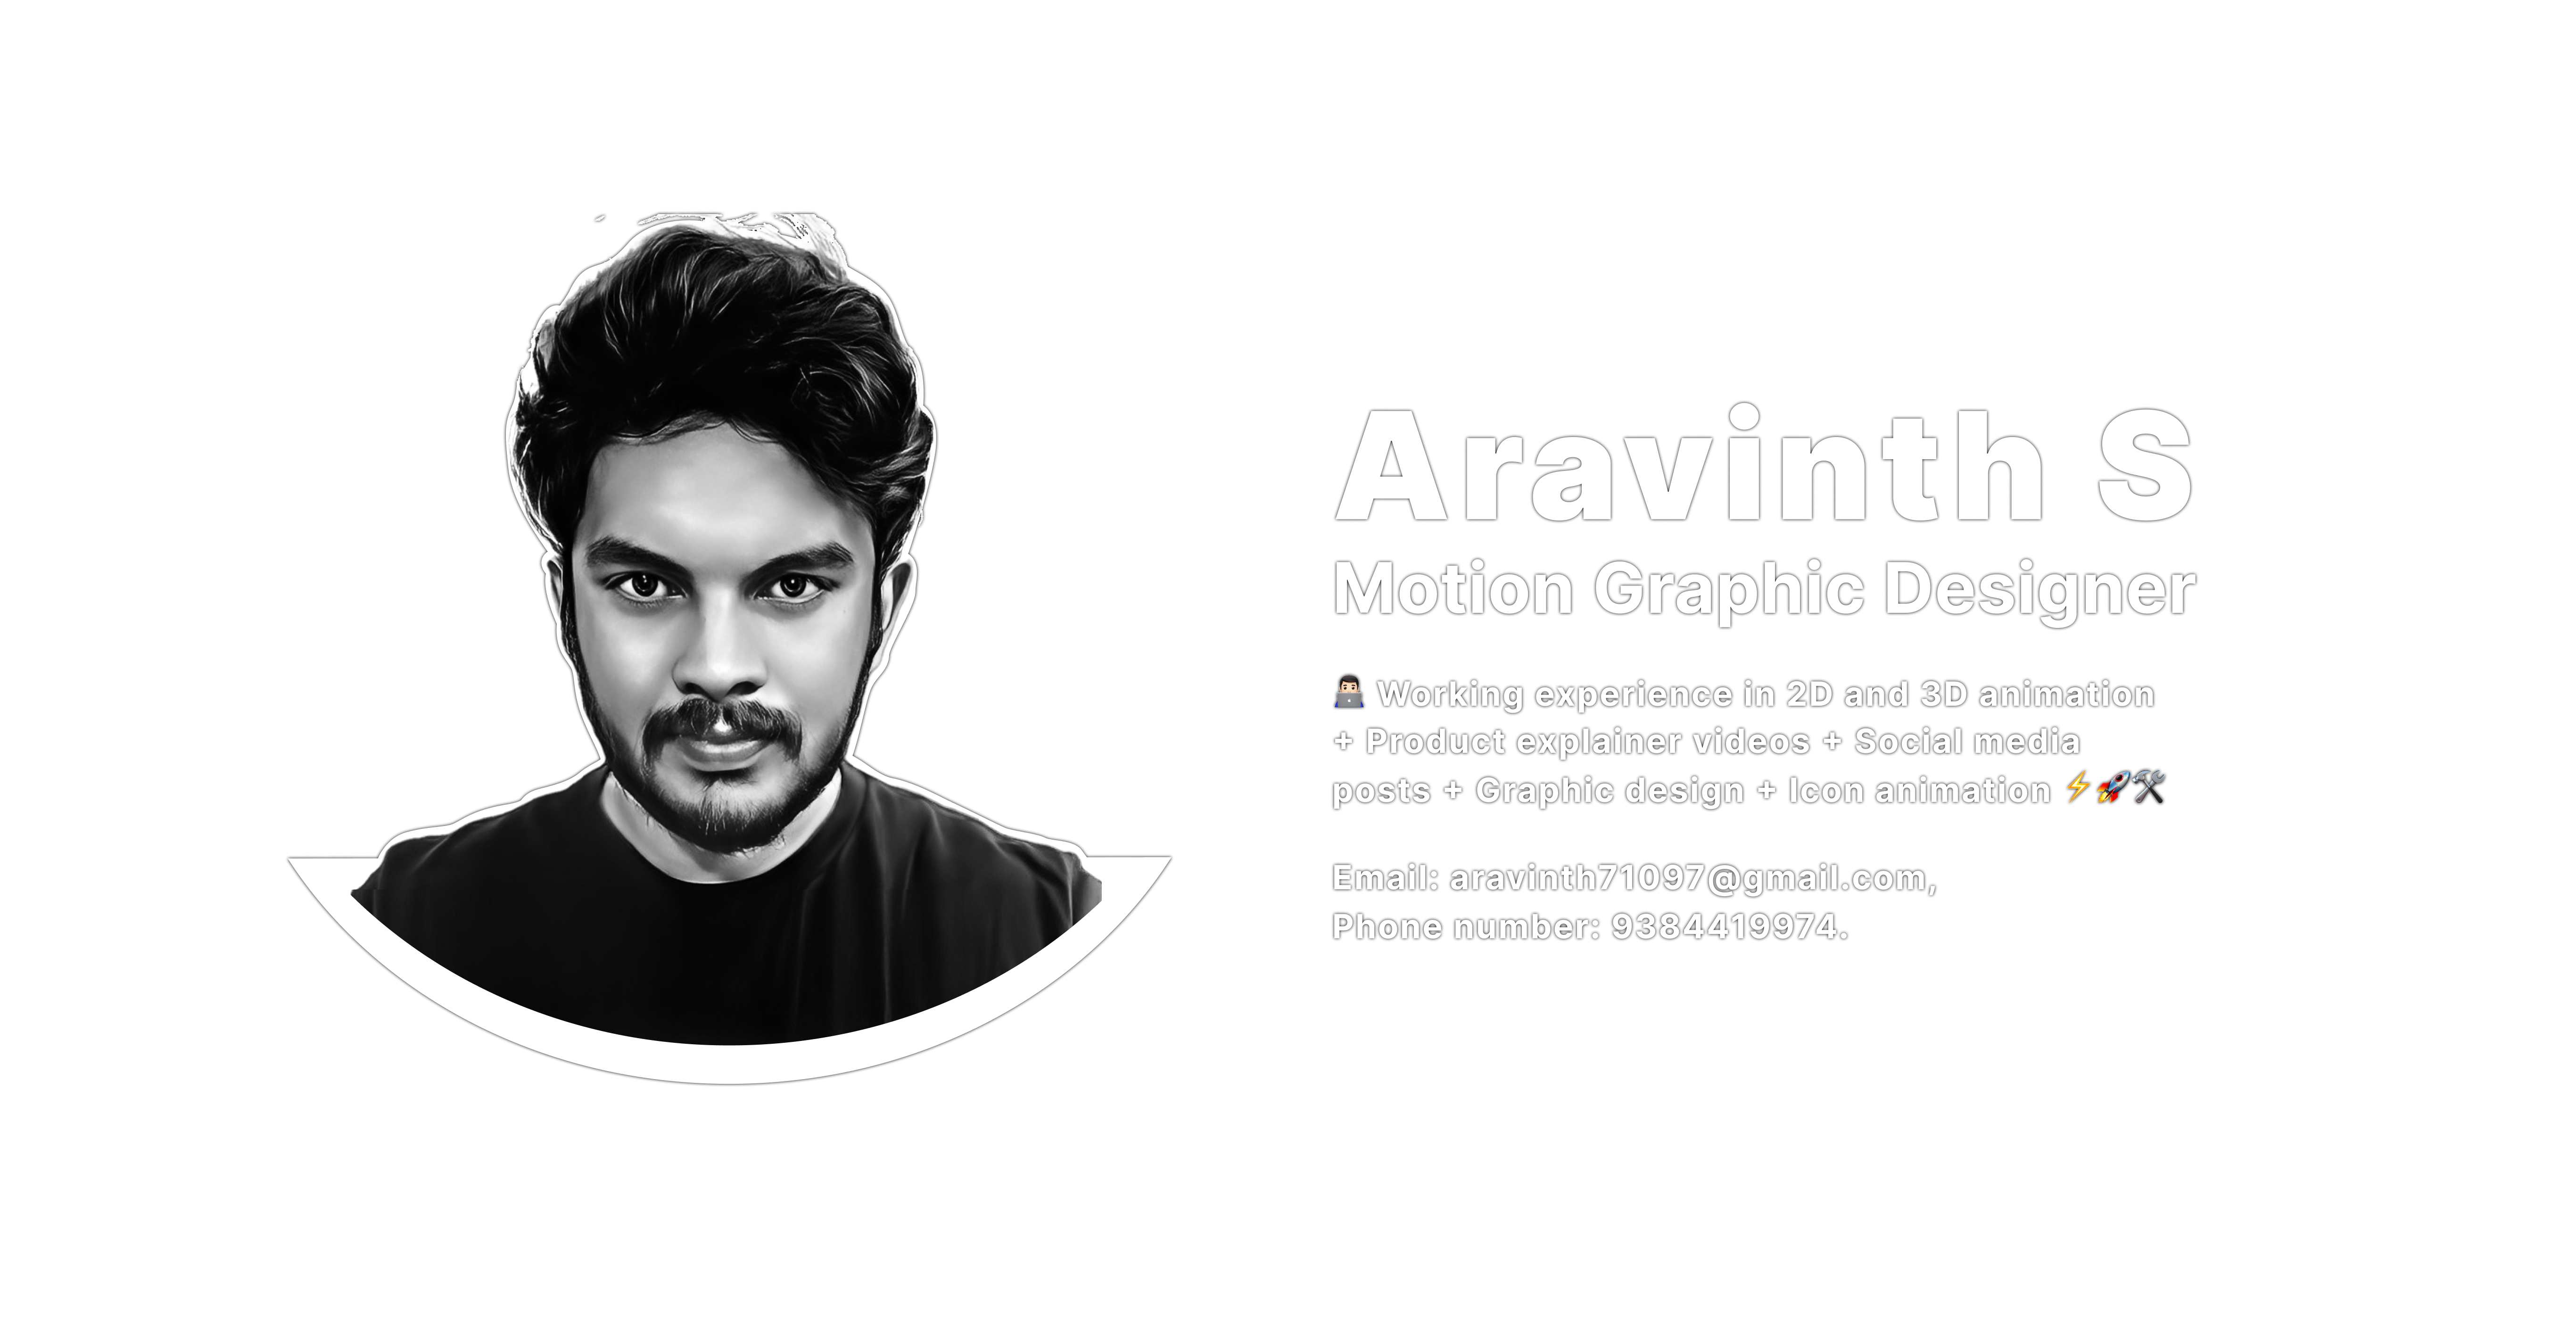 Aravinth S
Motion Graphic Designer
👨🏻‍💻 Working experience in 2D and 3D animation
+ Product explainer videos + Social media
posts + Graphic design + Icon animation ⚡🚀🛠
Email: aravinth71097@gmail.com,
Phone number: 9384419974.